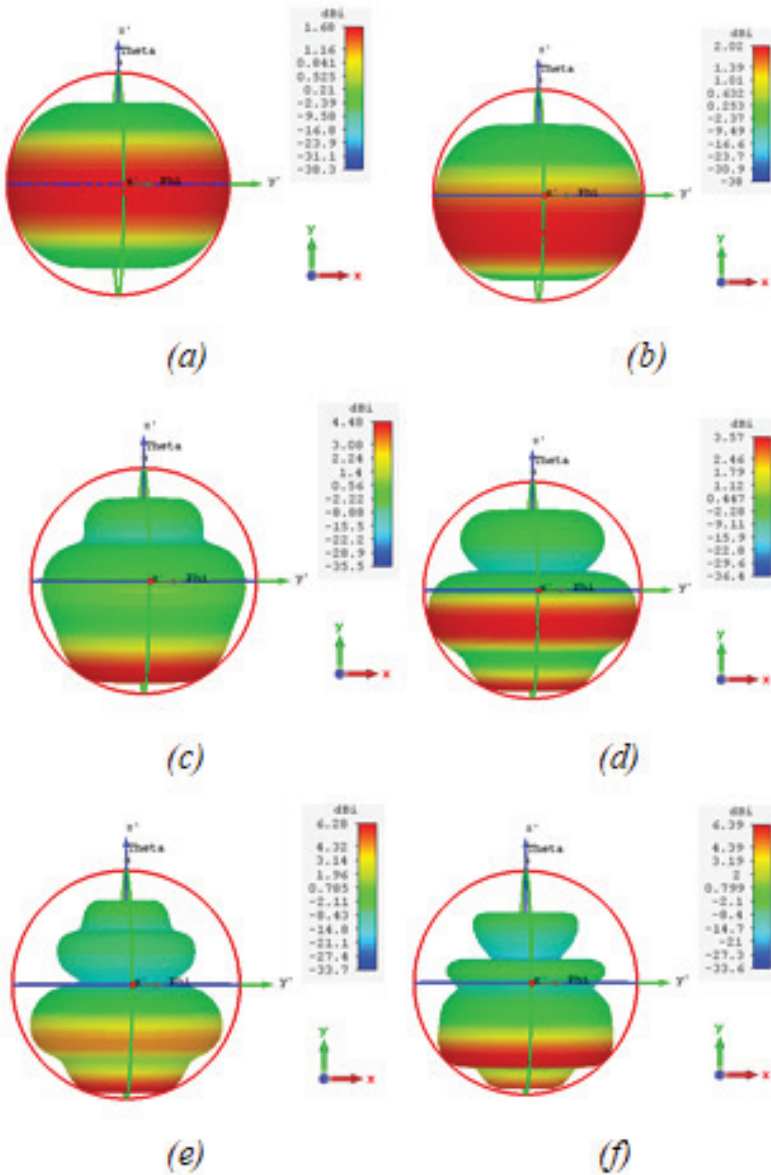 dBi
1.68
1.16
0.841
0.525
0.21
-2.39
-9.58
-16.8
-23.9
-31.1
-38.3
z'
Theta
x' Phi
y'
y
x
(a)
dBi
2.02
1.39
1.01
0.632
0.253
-2.37
-9.49
-16.6
-23.7
-30.9
-38
z'
Theta
x' Phi
y'
y
x
(b)
dBi
4.48
3.08
2.24
1.4
0.56
-2.22
-8.88
-15.5
-22.2
-28.9
-35.5
z'
Theta
x' Phi
y'
y
x
(c)
dBi
3.57
2.46
1.79
1.12
0.447
-2.28
-9.11
-15.9
-22.8
-29.6
-36.4
z'
Theta
x' Phi
y'
y
x
(d)
dBi
6.28
4.32
3.14
1.96
0.785
-2.11
-8.43
-14.8
-21.1
-27.4
-33.7
z'
Theta
x' Phi
y'
y
x
(e)
dBi
6.39
4.39
3.19
2
0.799
-2.1
-8.4
-14.7
-21
-27.3
-33.6
z'
Theta
x' Phi
y'
y
x
(f)